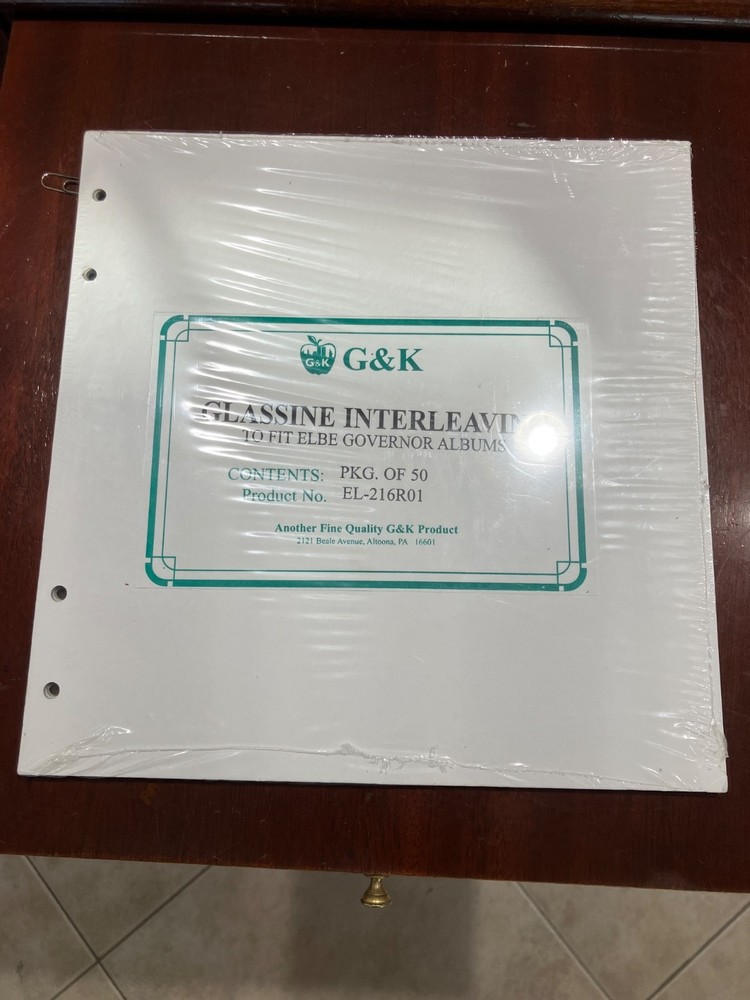 G&K G&K
GLASSINE INTERLEAVIN
TO FIT ELBE GOVERNOR ALBUMS
CONTENTS: PKG. OF 50
Product No. EL-216R01
Another Fine Quality G&K Product
2121 Beale Avenue, Altoona, PA 16601